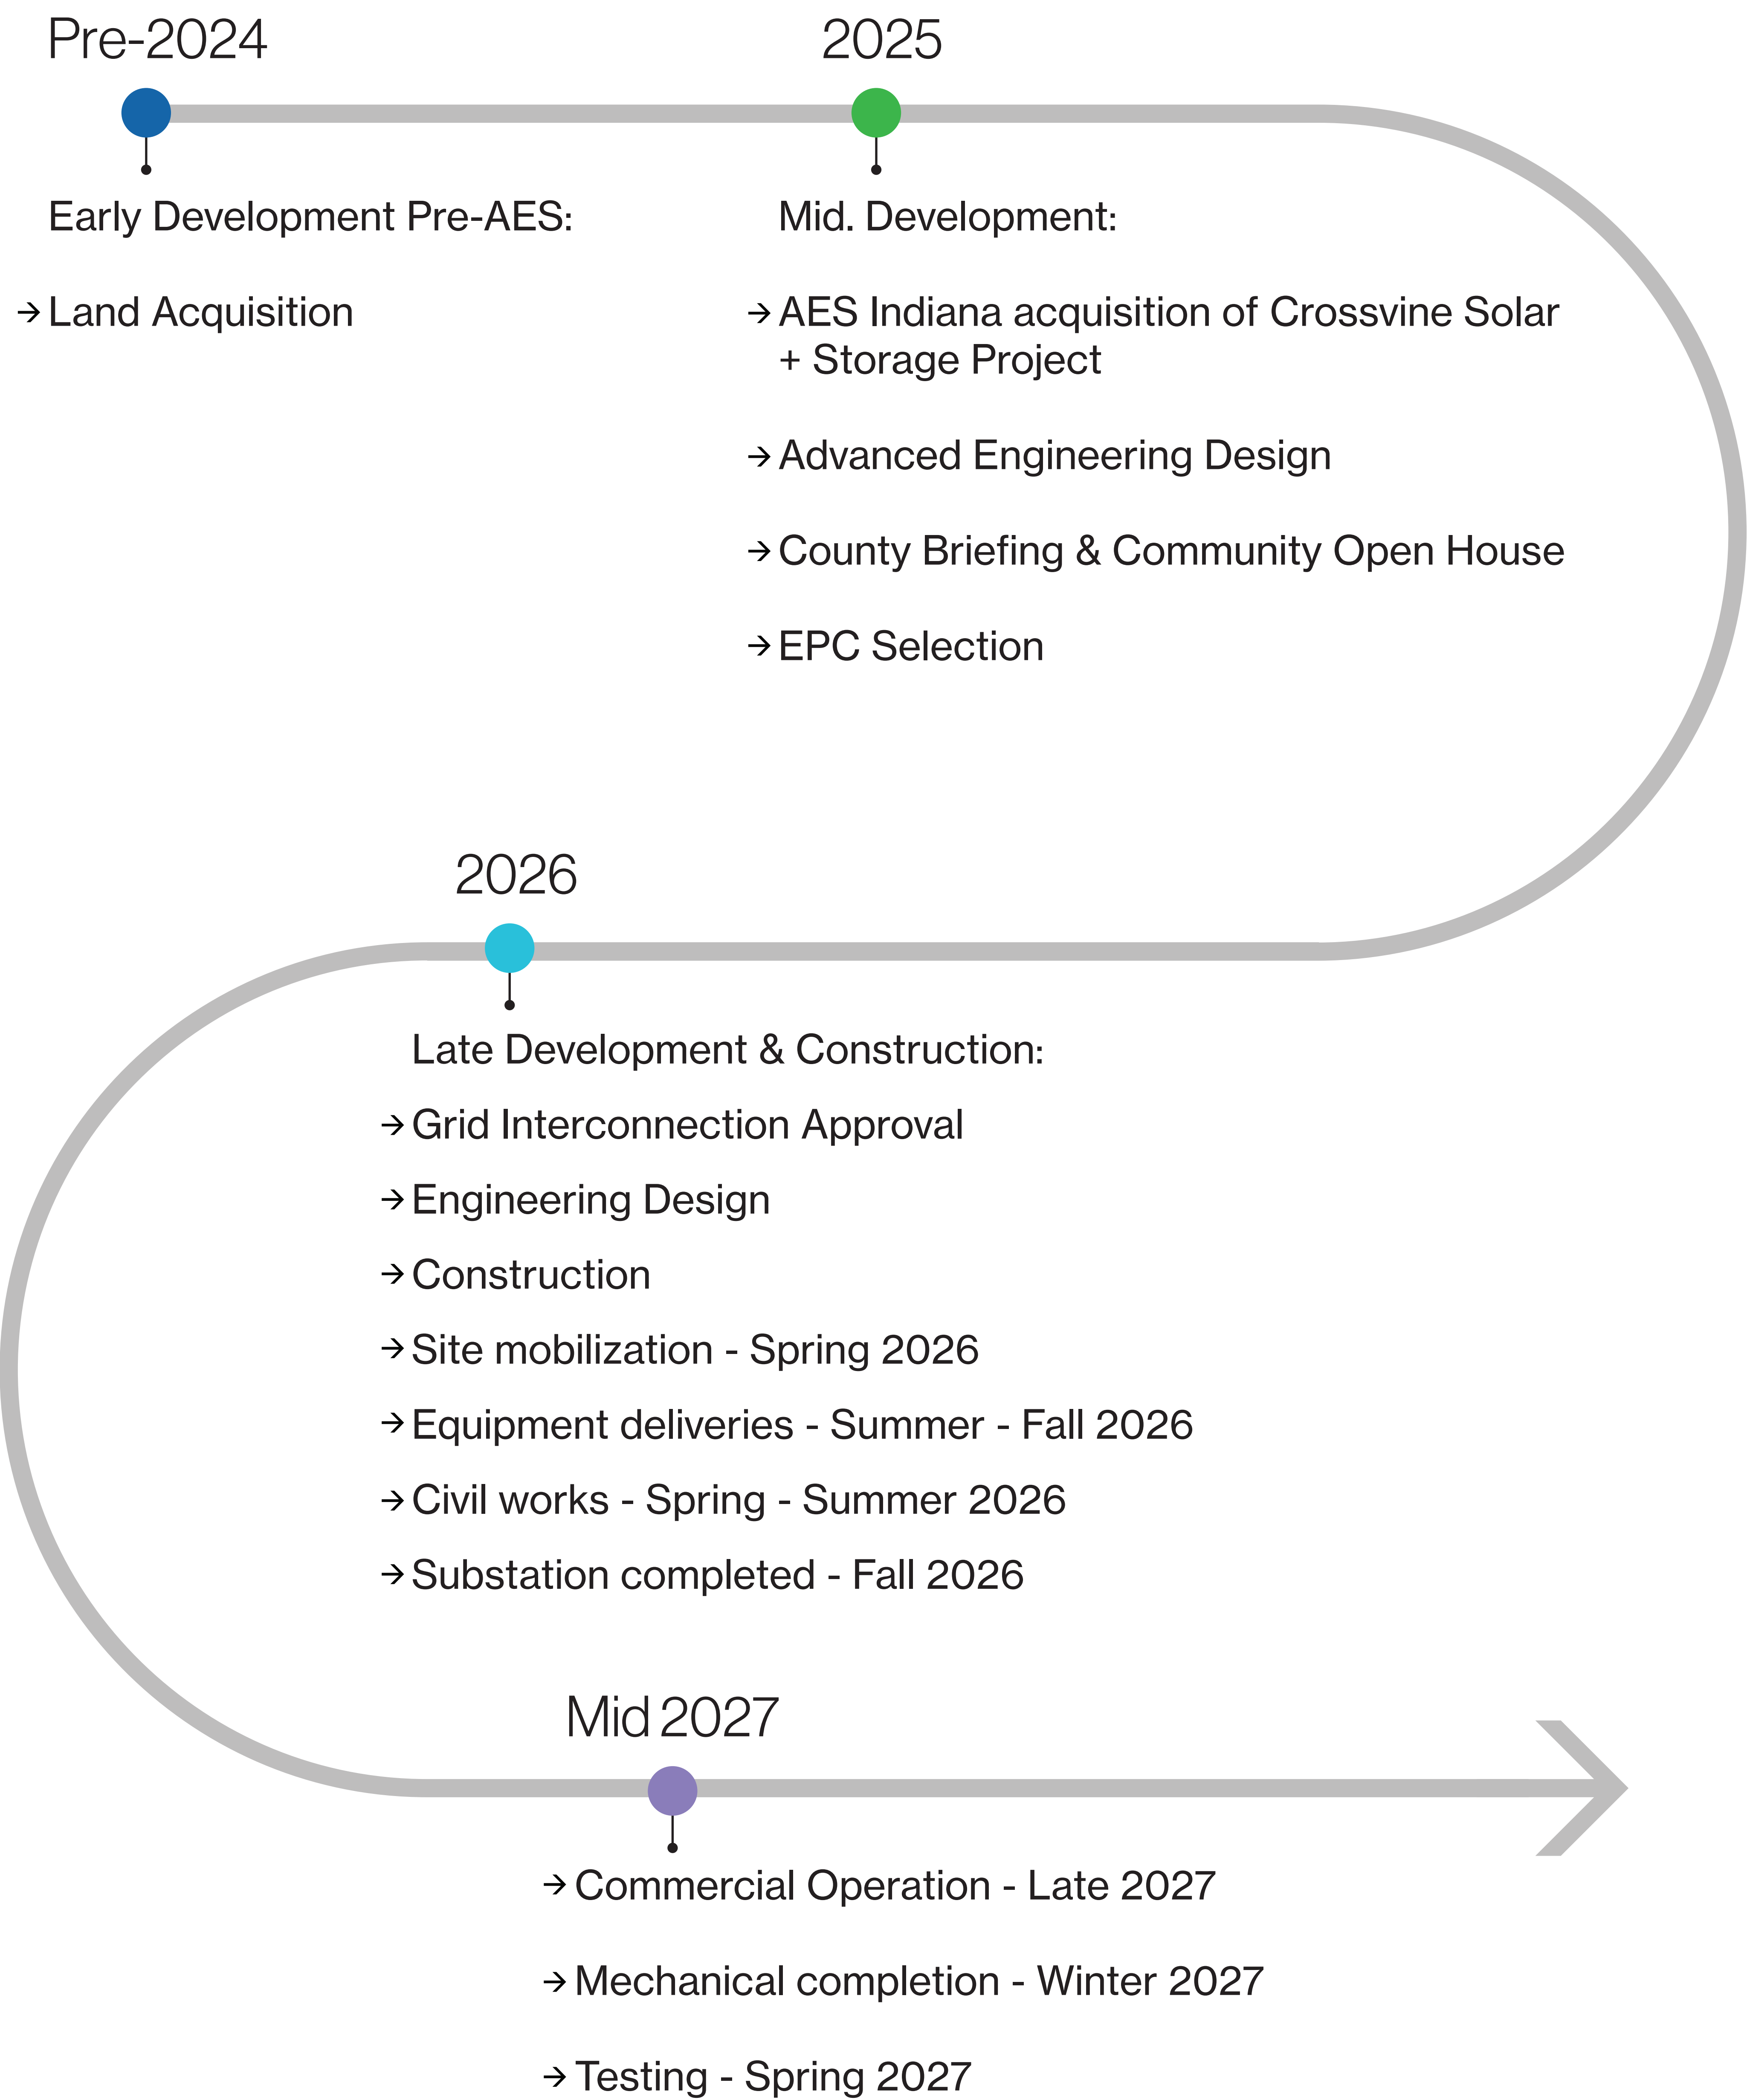 Pre-2024
Early Development Pre-AES:
→ Land Acquisition
2025
Mid. Development:
→ AES Indiana acquisition of Crossvine Solar
+ Storage Project
→ Advanced Engineering Design
→ County Briefing & Community Open House
→ EPC Selection
2026
Late Development & Construction:
→ Grid Interconnection Approval
→ Engineering Design
→ Construction
→ Site mobilization - Spring 2026
→ Equipment deliveries - Summer - Fall 2026
→ Civil works - Spring - Summer 2026
→ Substation completed - Fall 2026
Mid 2027
→ Commercial Operation - Late 2027
→ Mechanical completion - Winter 2027
→ Testing - Spring 2027